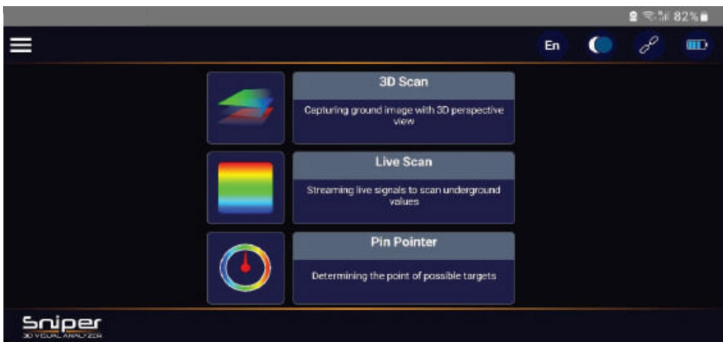 82%
En
3D Scan
Capturing ground image with 3D perspective
view
Live Scan
Streaming live signals to scan underground
values
Pin Pointer
Determining the point of possible targets
Sniper
3D VISUAL ANALYZER